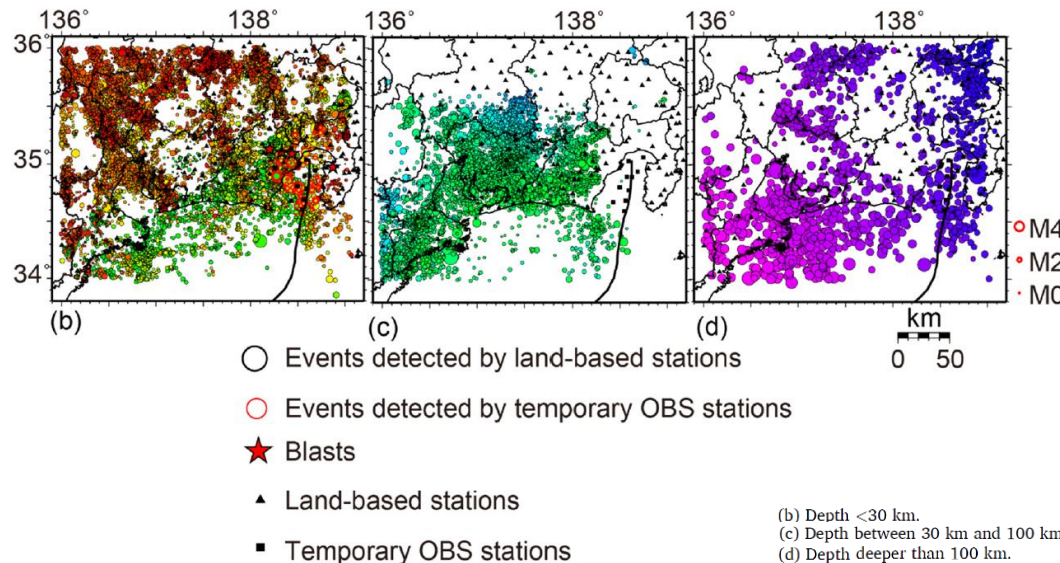 136° 138° 138° 138°
36°
35°
34°
(b) (c) (d)
M4
M2
M0
km
0 50
Events detected by land-based stations
Events detected by temporary OBS stations
Blasts
Land-based stations
Temporary OBS stations
(b) Depth <30 km.
(c) Depth between 30 km and 100 km
(d) Depth deeper than 100 km.